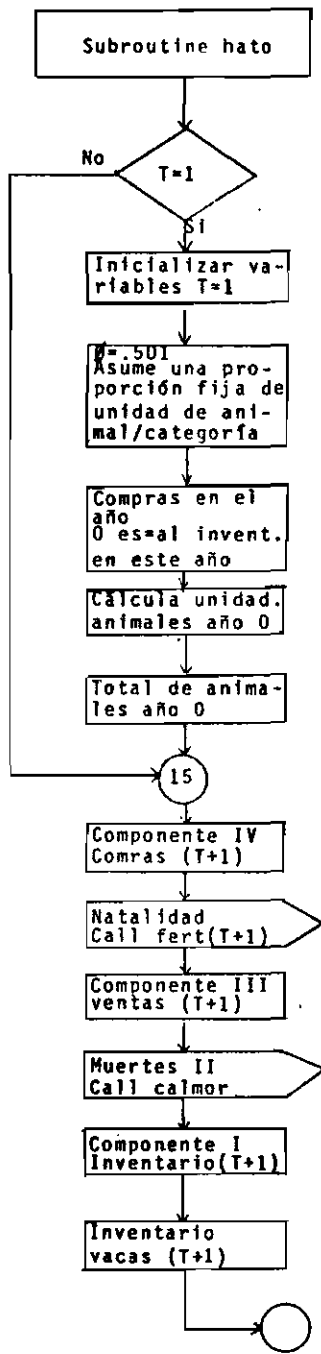 Subroutine hato
No
T=1
Si
Inicializar va-
riables T=1
Ø=.501
Asume una pro-
porción fija de
unidad de ani-
mal/categoría
Compras en el
año
0 es=al invent.
en este año
Cálcula unidad.
animales año 0
Total de anima-
les año 0
15
Componente IV
Comras (T+1)
Natalidad
Call fert(T+1)
Componente III
ventas (T+1)
Muertes II
Call calmor
Componente I
Inventario(T+1)
Inventario
vacas (T+1)